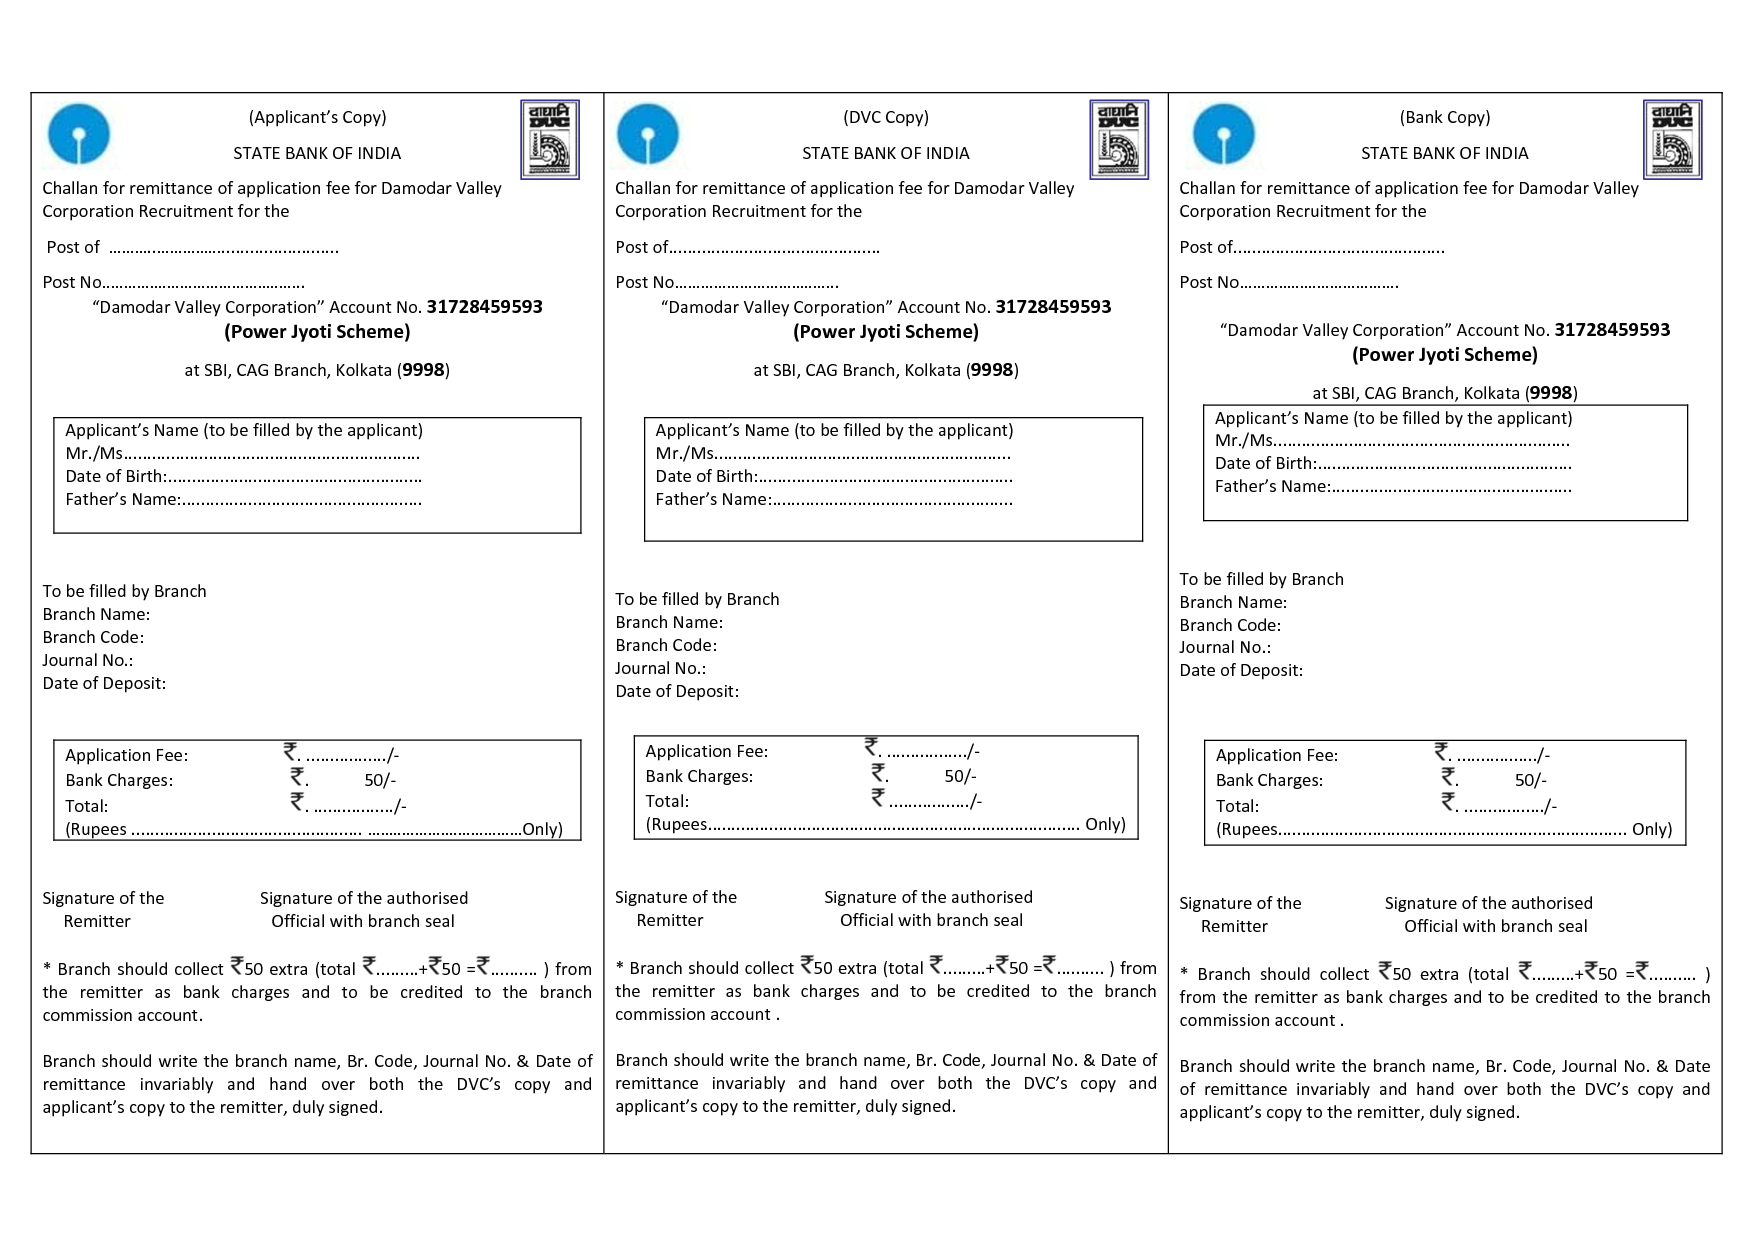 (Applicant’s Copy)
STATE BANK OF INDIA
Challan for remittance of application fee for Damodar Valley
Corporation Recruitment for the
Post of ……………………………………………
Post No………………………………………
“Damodar Valley Corporation” Account No. 31728459593
(Power Jyoti Scheme)
at SBI, CAG Branch, Kolkata (9998)
Applicant’s Name (to be filled by the applicant)
Mr./Ms………………………………………………………
Date of Birth:………………………………………………
Father’s Name:……………………………………………
To be filled by Branch
Branch Name:
Branch Code:
Journal No.:
Date of Deposit:
Application Fee: ₹. ………………/-
Bank Charges: ₹. 50/-
Total: ₹. ………………/-
(Rupees ………………………………………… ………………………………Only)
Signature of the Signature of the authorised
Remitter Official with branch seal
* Branch should collect ₹50 extra (total ₹.........+₹50 =₹.......... ) from
the remitter as bank charges and to be credited to the branch
commission account.
Branch should write the branch name, Br. Code, Journal No. & Date of
remittance invariably and hand over both the DVC’s copy and
applicant’s copy to the remitter, duly signed.
(DVC Copy)
STATE BANK OF INDIA
Challan for remittance of application fee for Damodar Valley
Corporation Recruitment for the
Post of………………………………………
Post No………………………………
“Damodar Valley Corporation” Account No. 31728459593
(Power Jyoti Scheme)
at SBI, CAG Branch, Kolkata (9998)
Applicant’s Name (to be filled by the applicant)
Mr./Ms………………………………………………………
Date of Birth:………………………………………………
Father’s Name:……………………………………………
To be filled by Branch
Branch Name:
Branch Code:
Journal No.:
Date of Deposit:
Application Fee: ₹. ………………/-
Bank Charges: ₹. 50/-
Total: ₹ ………………/-
(Rupees…………………………………………………………………… Only)
Signature of the Signature of the authorised
Remitter Official with branch seal
* Branch should collect ₹50 extra (total ₹.........+₹50 =₹.......... ) from
the remitter as bank charges and to be credited to the branch
commission account .
Branch should write the branch name, Br. Code, Journal No. & Date of
remittance invariably and hand over both the DVC’s copy and
applicant’s copy to the remitter, duly signed.
(Bank Copy)
STATE BANK OF INDIA
Challan for remittance of application fee for Damodar Valley
Corporation Recruitment for the
Post of………………………………………
Post No………………………………
“Damodar Valley Corporation” Account No. 31728459593
(Power Jyoti Scheme)
at SBI, CAG Branch, Kolkata (9998)
Applicant’s Name (to be filled by the applicant)
Mr./Ms………………………………………………………
Date of Birth:………………………………………………
Father’s Name:……………………………………………
To be filled by Branch
Branch Name:
Branch Code:
Journal No.:
Date of Deposit:
Application Fee: ₹. ………………/-
Bank Charges: ₹. 50/-
Total: ₹. ………………/-
(Rupees………………………………………………………………… Only)
Signature of the Signature of the authorised
Remitter Official with branch seal
* Branch should collect ₹50 extra (total ₹.........+₹50 =₹.......... )
from the remitter as bank charges and to be credited to the branch
commission account .
Branch should write the branch name, Br. Code, Journal No. & Date
of remittance invariably and hand over both the DVC’s copy and
applicant’s copy to the remitter, duly signed.